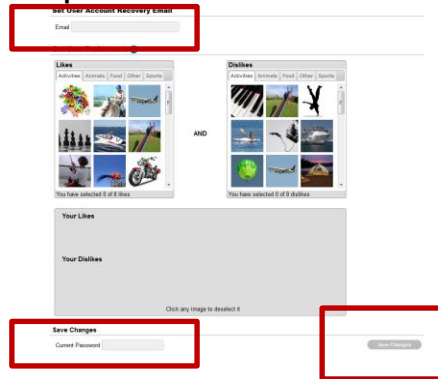 Set User Account Recovery Email
Email
Likes
Dislikes
Activities Animals Food Other Sports
Activities Animals Food Other Sports
AND
You have selected 0 of 8 likes
You have selected 0 of 8 dislikes
Your Likes
Your Dislikes
Click any image to deselect it
Save Changes
Current Password
Save Changes